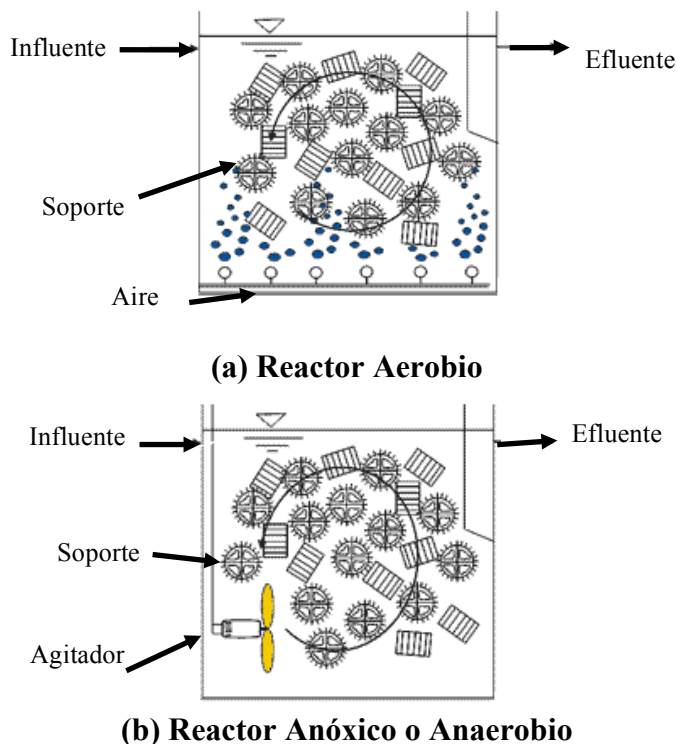 Influente
Efluente
Soporte
Aire
(a) Reactor Aerobio
Influente
Efluente
Soporte
Agitador
(b) Reactor Anóxico o Anaerobio